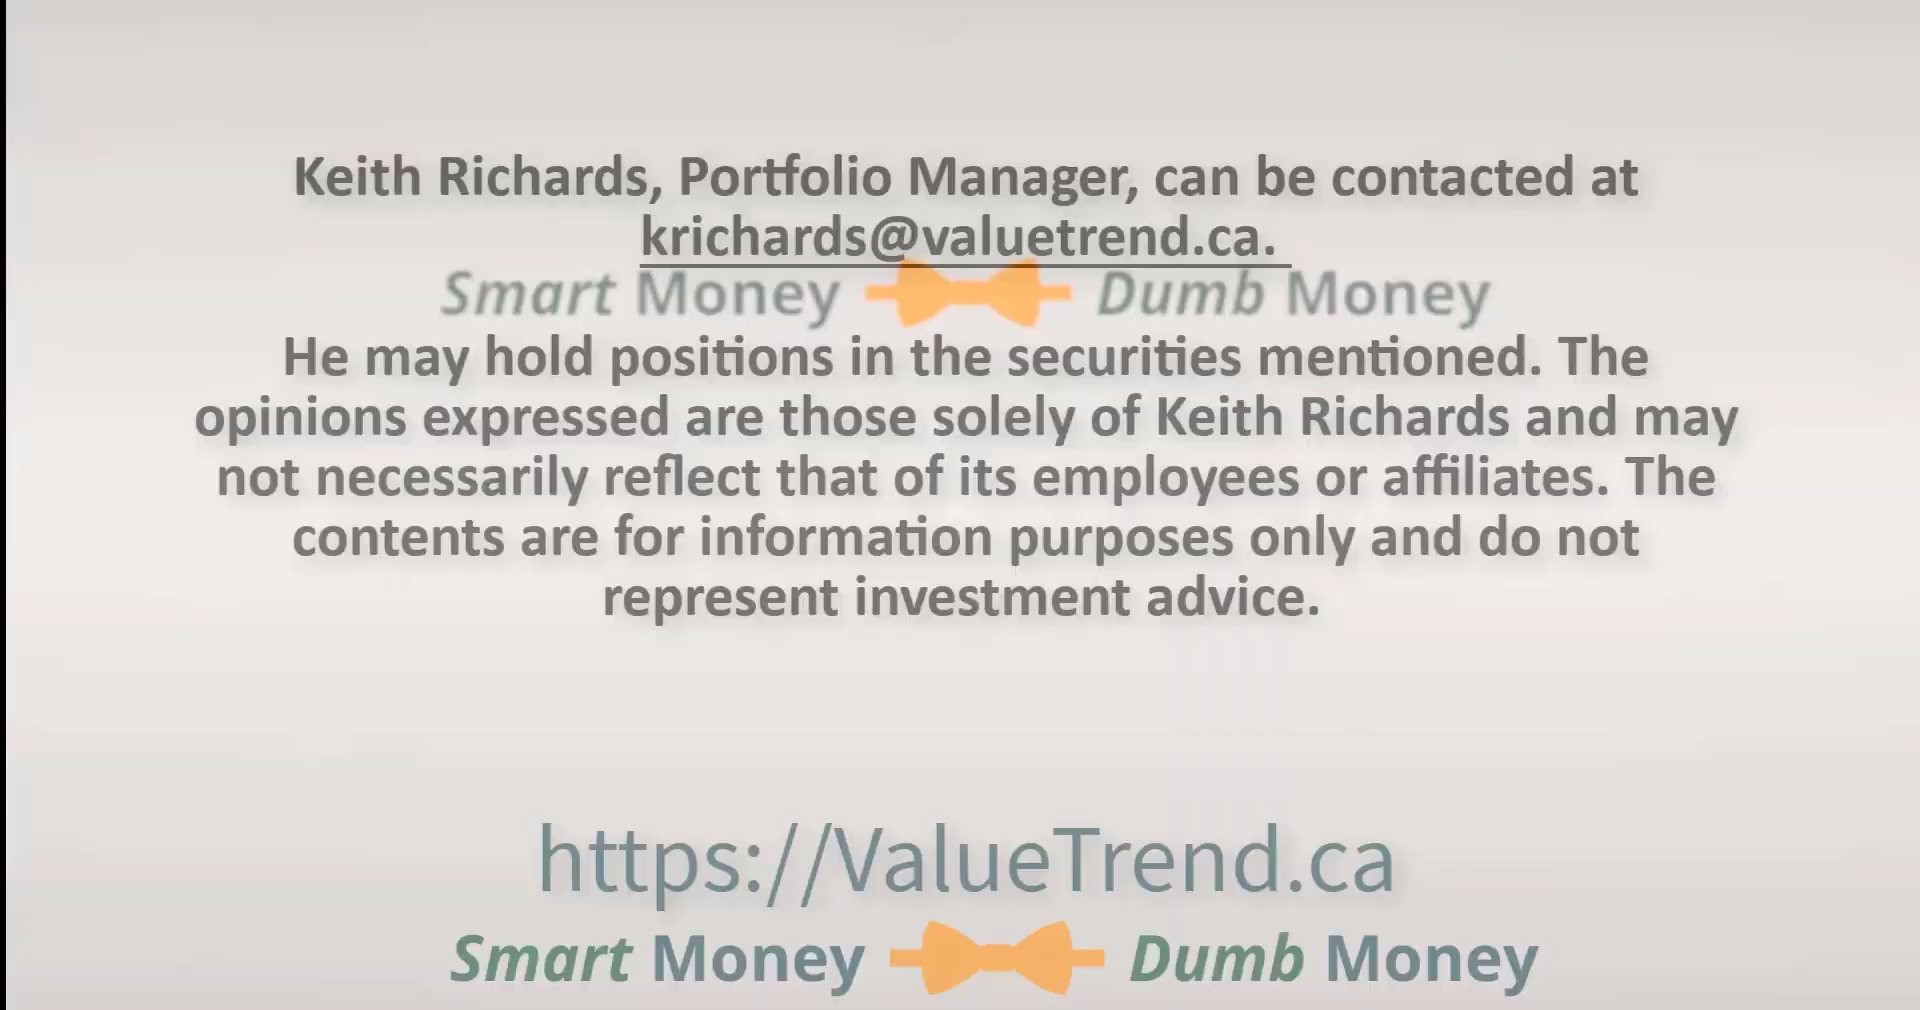 Keith Richards, Portfolio Manager, can be contacted at
krichards@valuetrend.ca.
Smart Money Dumb Money
He may hold positions in the securities mentioned. The
opinions expressed are those solely of Keith Richards and may
not necessarily reflect that of its employees or affiliates. The
contents are for information purposes only and do not
represent investment advice.
https://ValueTrend.ca
Smart Money Dumb Money